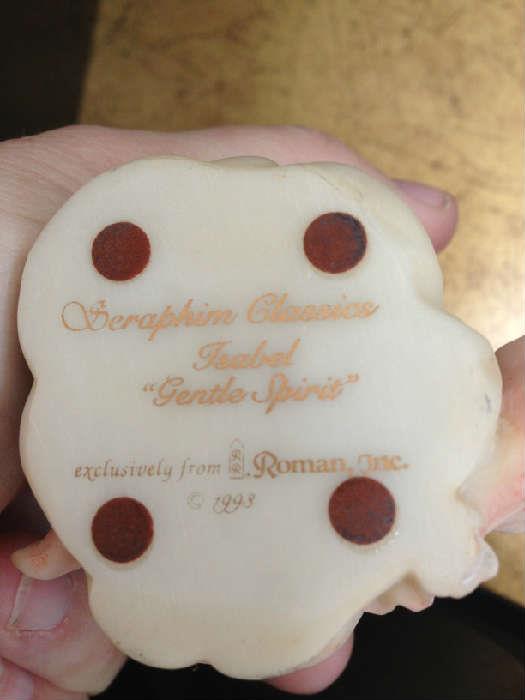 Seraphim Classics
Isabel
"Gentle Spirit"
exclusively from Roman, Inc.
© 1993